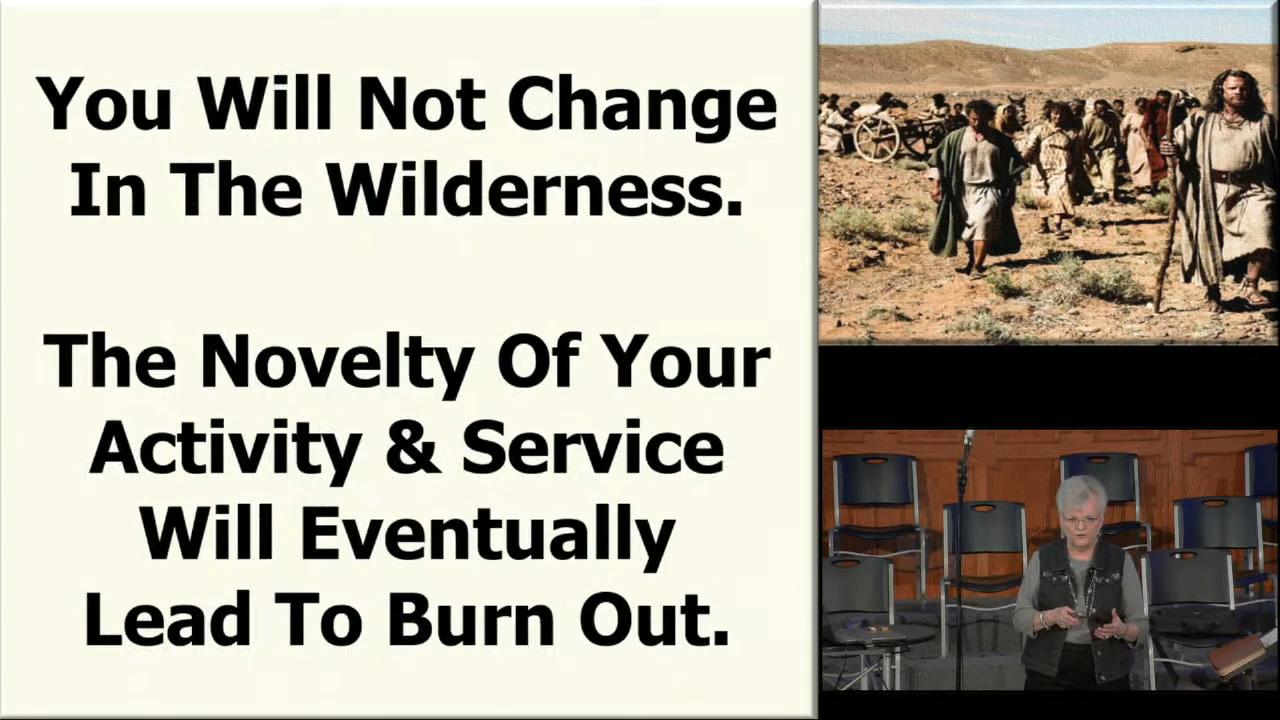 You Will Not Change
In The Wilderness.
The Novelty Of Your
Activity & Service
Will Eventually
Lead To Burn Out.